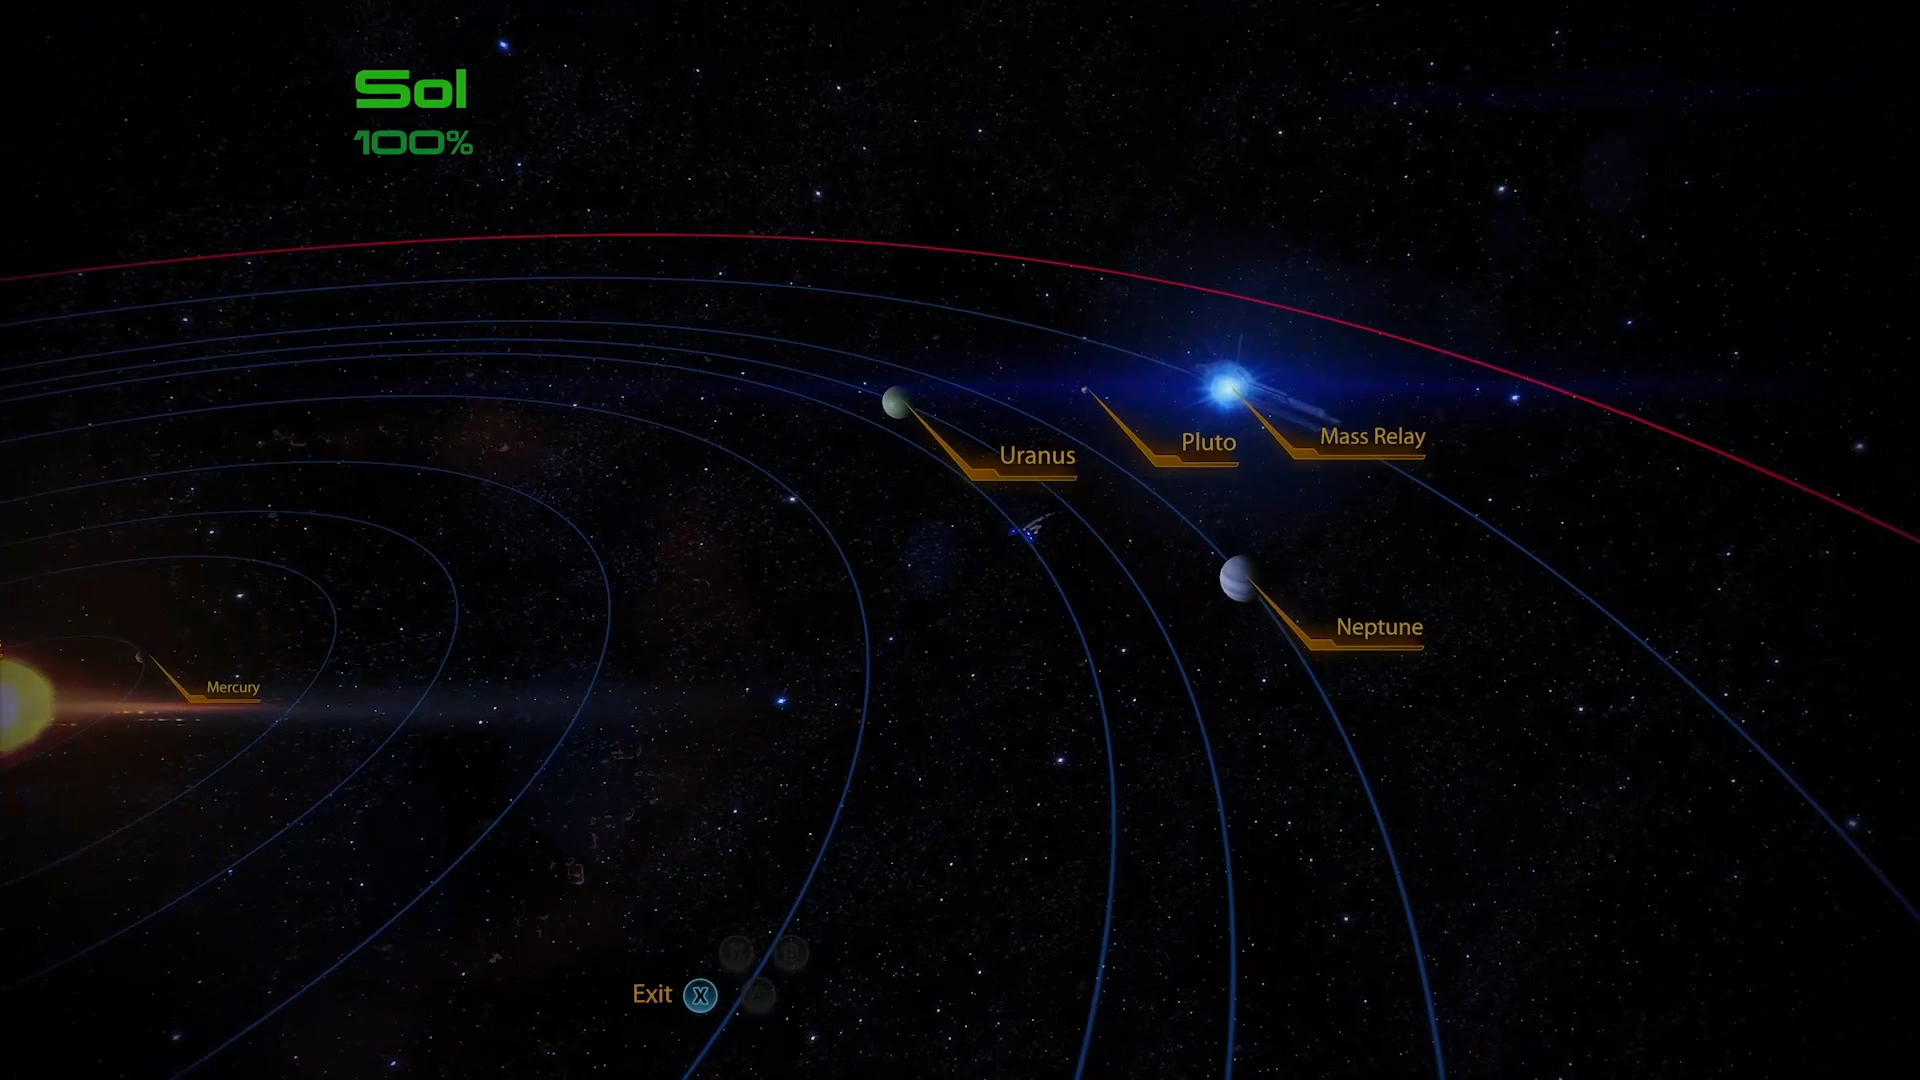 Sol
100%
Mass Relay
Pluto
Uranus
Neptune
Mercury
Exit X